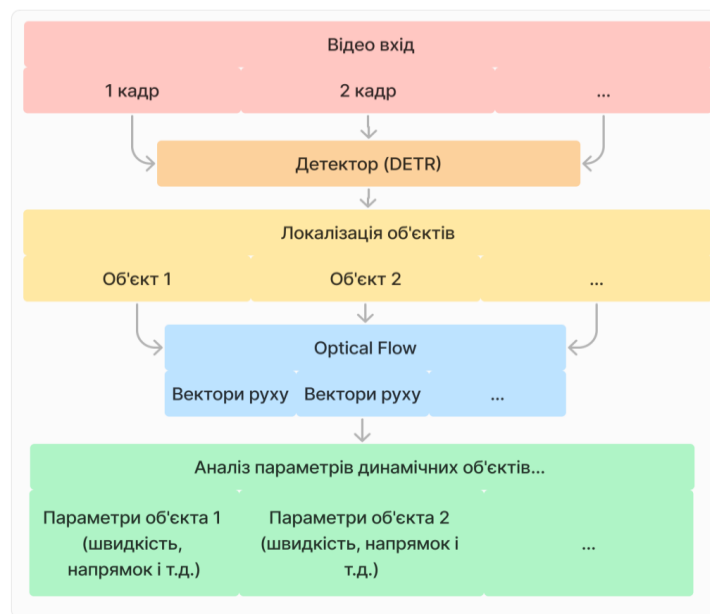 Відео вхід
1 кадр
2 кадр
...
Детектор (DETR)
Локалізація об'єктів
Об'єкт 1
Об'єкт 2
...
Optical Flow
Вектори руху
Вектори руху
...
Аналіз параметрів динамічних об'єктів...
Параметри об'єкта 1
(швидкість,
напрямок і т.д.)
Параметри об'єкта 2
(швидкість, напрямок і
т.д.)
...